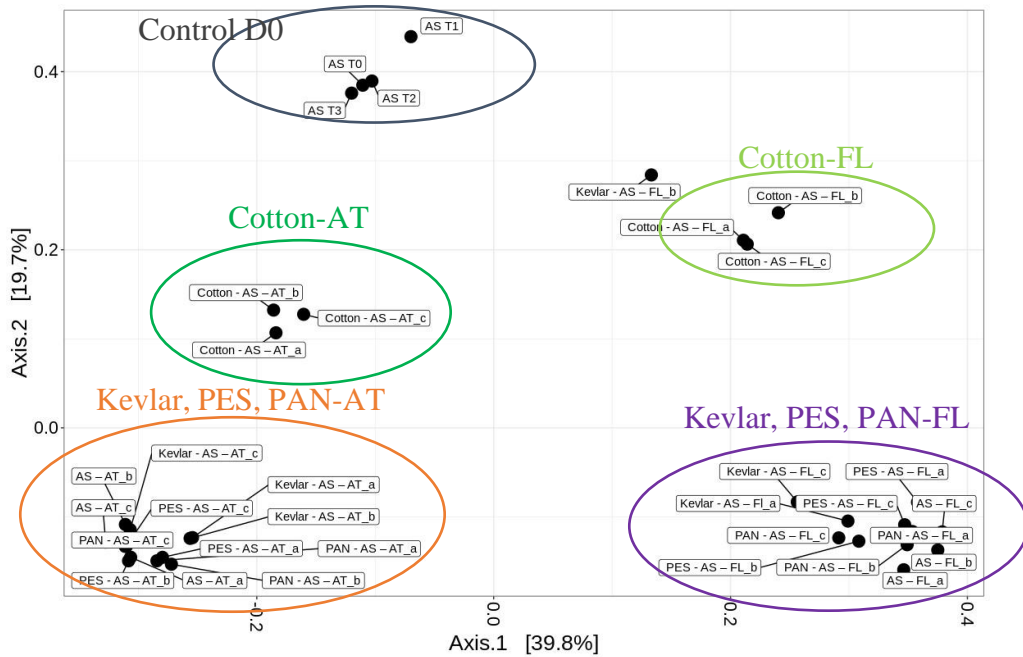 Control D0
AS T1
AS T0
AS T2
AS T3
0.4
Cotton-FL
Kevlar - AS – FL_b
Cotton - AS – FL_b
Cotton - AS – FL_a
Cotton - AS – FL_c
Cotton-AT
0.2
Cotton - AS – AT_b
Cotton - AS – AT_c
Cotton - AS – AT_a
Axis.2 [19.7%]
Kevlar, PES, PAN-AT
Kevlar, PES, PAN-FL
0.0
Kevlar - AS – AT_c
AS – AT_b
Kevlar - AS – AT_a
AS – AT_c
PES - AS – AT_c
Kevlar - AS – AT_b
PAN - AS – AT_c
PES - AS – AT_a
PAN - AS – AT_a
PES - AS – AT_b
AS – AT_a
PAN - AS – AT_b
Kevlar - AS – FL_c
PES - AS – FL_a
Kevlar - AS – Fl_a
PES - AS – FL_c
AS – FL_c
PAN - AS – FL_c
PAN - AS – FL_a
PES - AS – FL_b
PAN - AS – FL_b
AS – FL_b
AS – FL_a
-0.2
0.0
0.2
0.4
Axis.1 [39.8%]